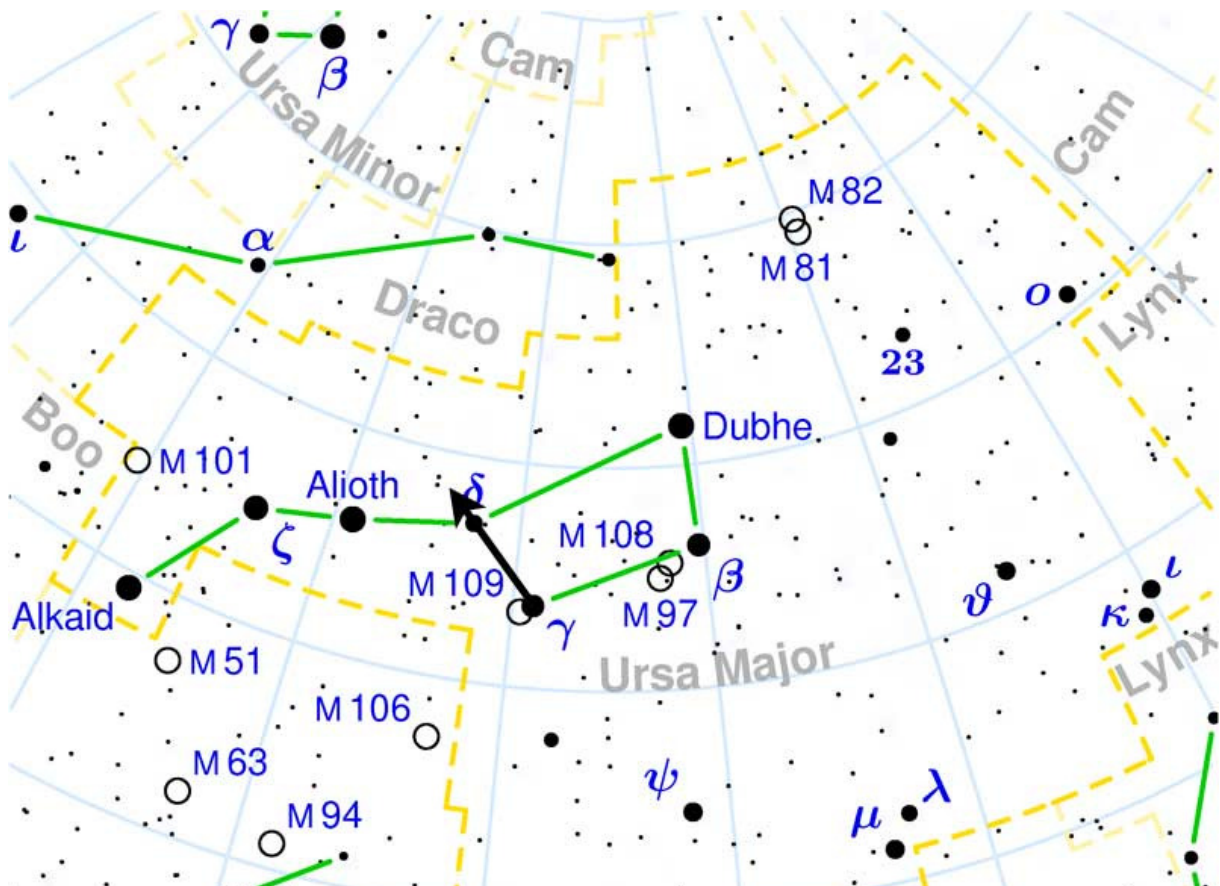 γ
β
Cam
Ursa Minor
Cam
M 82
ι
α
M 81
Draco
ο
Lynx
23
Boo
Dubhe
M 101
Alioth
δ
ζ
M 108
M 109
β
Alkaid
γ
M 97
ϑ
ι
κ
M 51
Ursa Major
Lynx
M 106
M 63
ψ
λ
μ
M 94